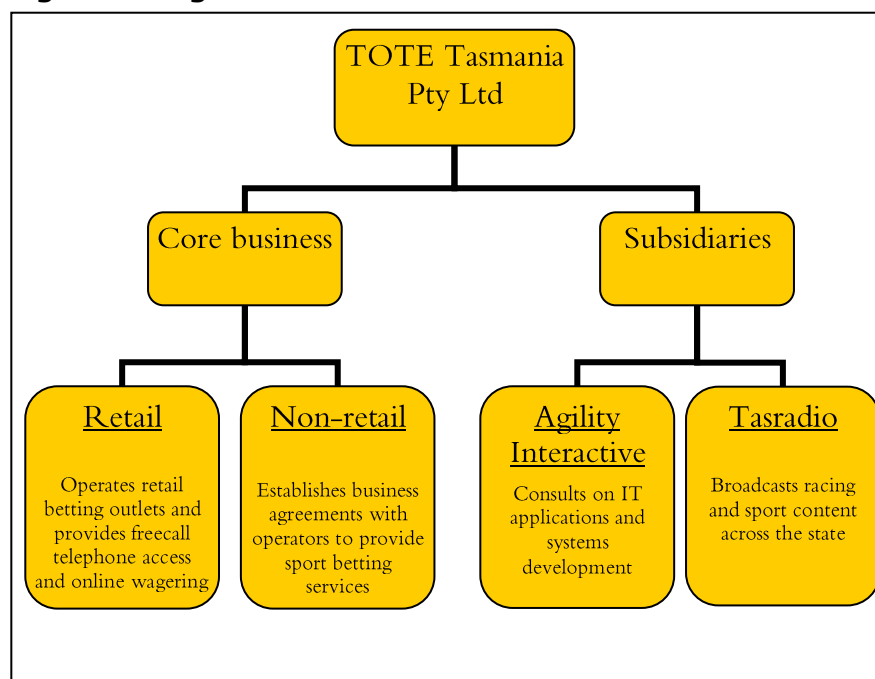 TOTE Tasmania
Pty Ltd
Core business
Subsidiaries
Retail
Operates retail
betting outlets and
provides freecall
telephone access
and online wagering
Non-retail
Establishes business
agreements with
operators to provide
sport betting
services
Agility
Interactive
Consults on IT
applications and
systems
development
Tasradio
Broadcasts racing
and sport content
across the state